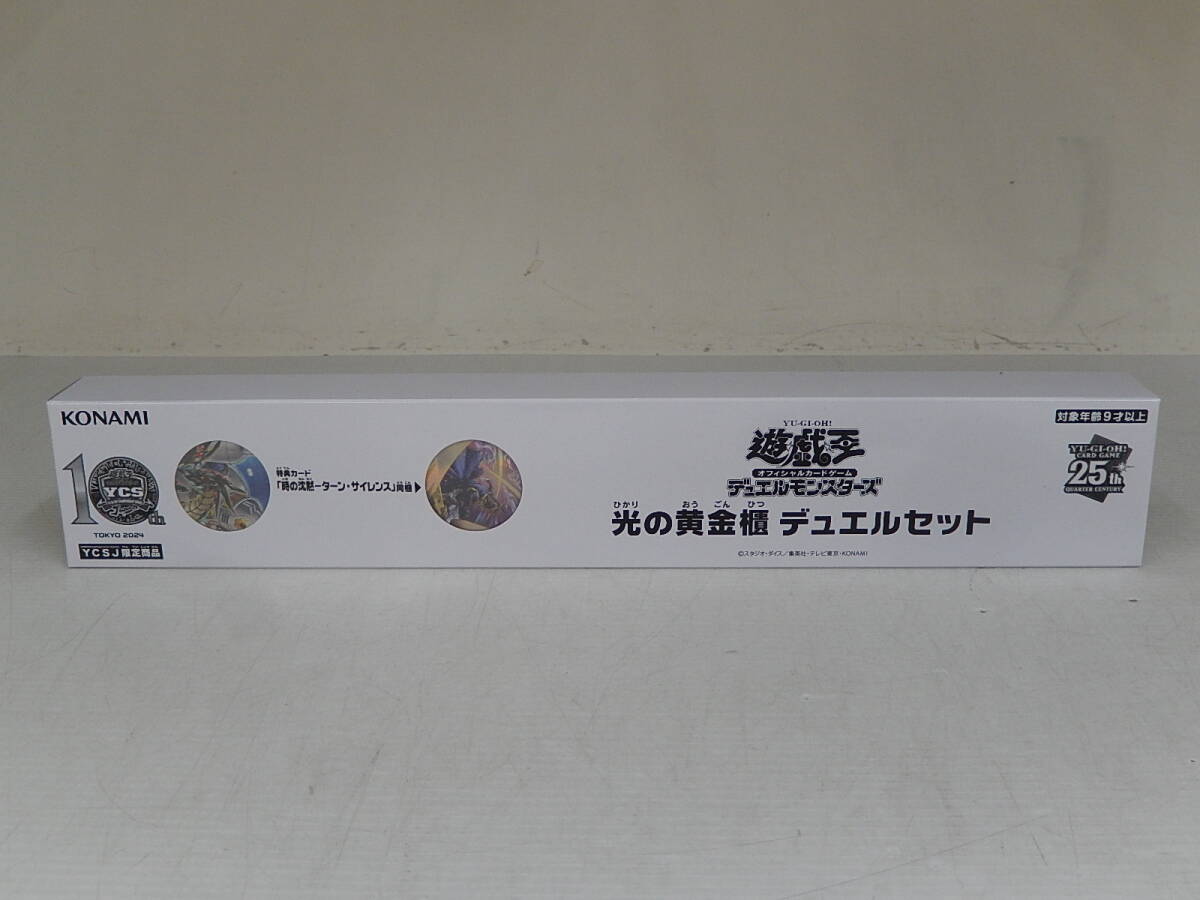 KONAMI
10th
YCS
TOKYO 2024
YCSJ限定商品
特典カード
「時の沈黙-ターン・サイレンス」同梱▶
YU-GI-OH!
遊戯王
オフィシャルカードゲーム
デュエルモンスターズ
ひかり おうごんひつ
光の黄金櫃 デュエルセット
©スタジオ・ダイス/集英社・テレビ東京・KONAMI
対象年齢9才以上
YU-GI-OH!
CARD GAME
25th
QUARTER CENTURY